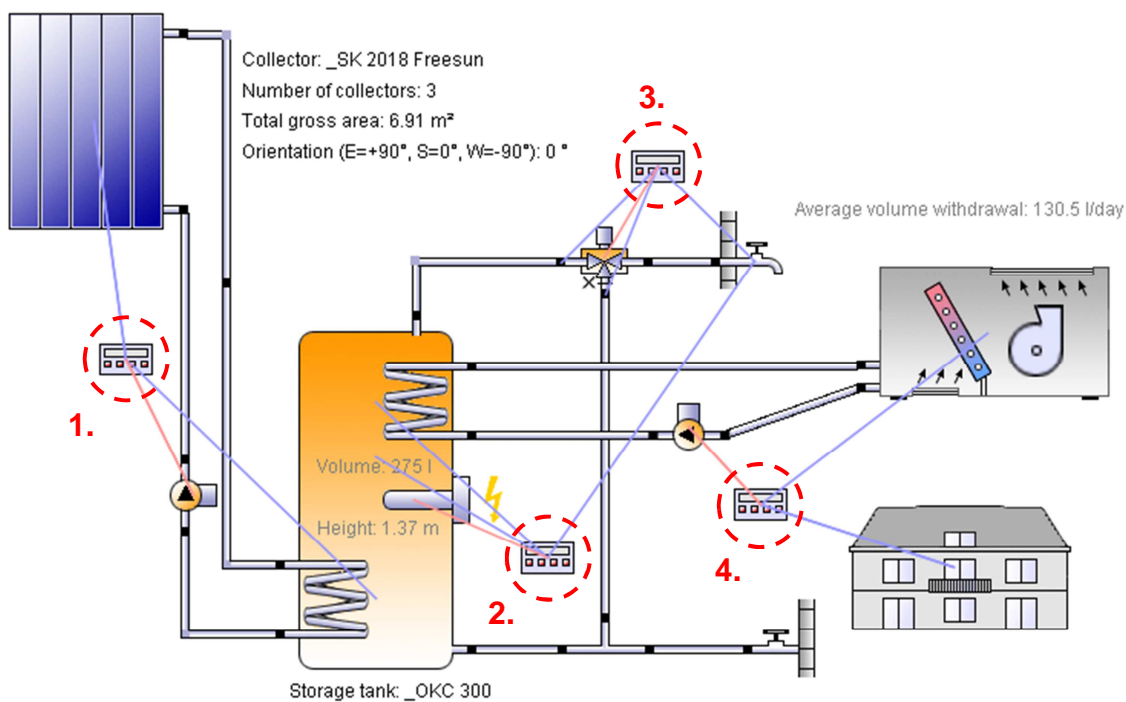 Collector: _SK 2018 Freesun
Number of collectors: 3
Total gross area: 6.91 m²
Orientation (E=+90°, S=0°, W=-90°): 0 °
3.
Average volume withdrawal: 130.5 l/day
1.
Volume: 275 l
Height: 1.37 m
2.
4.
Storage tank: _OKC 300